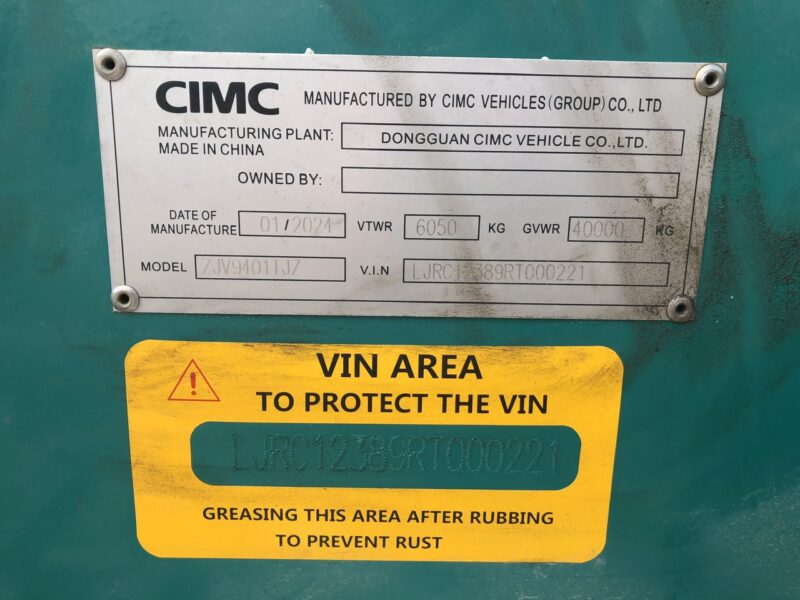 CIMC MANUFACTURED BY CIMC VEHICLES(GROUP) CO., LTD
MANUFACTURING PLANT: DONGGUAN CIMC VEHICLE CO.,LTD.
MADE IN CHINA
OWNED BY:
DATE OF MANUFACTURE 01/2024 VTWR 6050 KG GVWR 40000 KG
MODEL ZJV9401TJZ V.I.N LJRC12389RT000221
VIN AREA
TO PROTECT THE VIN
LJRC12389RT000221
GREASING THIS AREA AFTER RUBBING
TO PREVENT RUST